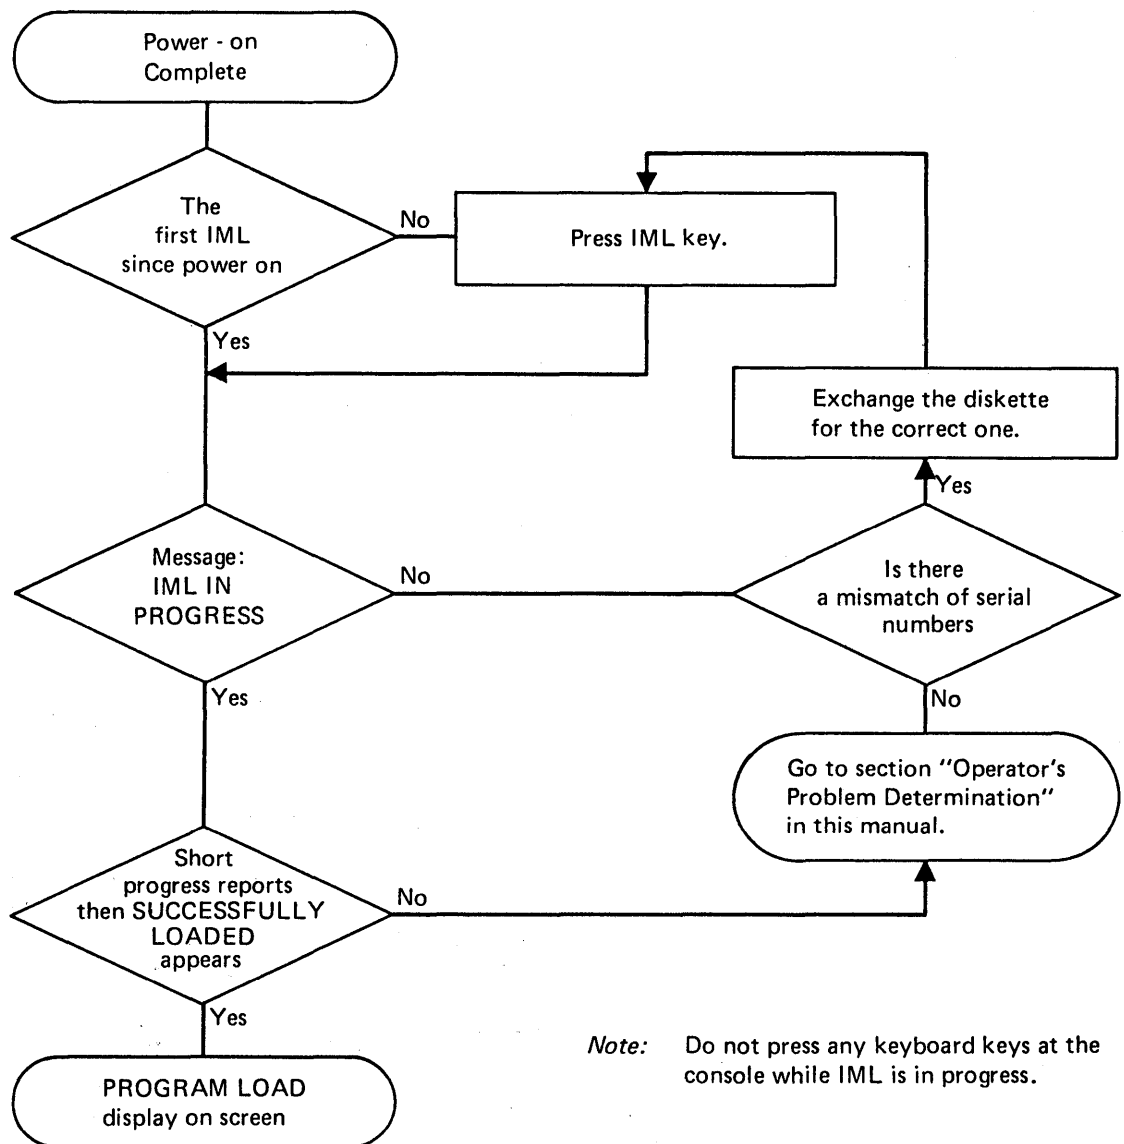 Power - on
Complete
The
first IML
since power on
No
Press IML key.
Yes
Exchange the diskette
for the correct one.
Yes
Message:
IML IN
PROGRESS
No
Is there
a mismatch of serial
numbers
Yes
No
Go to section "Operator's
Problem Determination"
in this manual.
Short
progress reports
then SUCCESSFULLY
LOADED
appears
No
Yes
PROGRAM LOAD
display on screen
Note: Do not press any keyboard keys at the
console while IML is in progress.